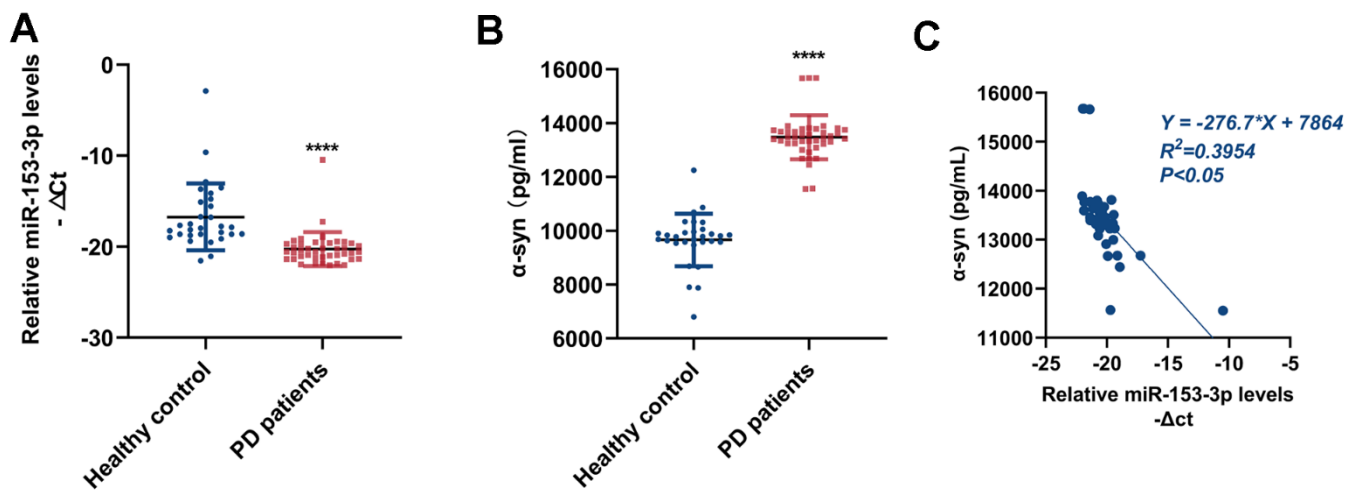 A
Relative miR-153-3p levels
- ΔCt
0
-10
-20
-30
****
Healthy control
PD patients
B
α-syn（pg/ml）
16000
14000
12000
10000
8000
6000
****
Healthy control
PD patients
C
α-syn (pg/mL)
16000
15000
14000
13000
12000
11000
Y = -276.7*X + 7864
R²=0.3954
P<0.05
-25
-20
-15
-10
-5
Relative miR-153-3p levels
-Δct